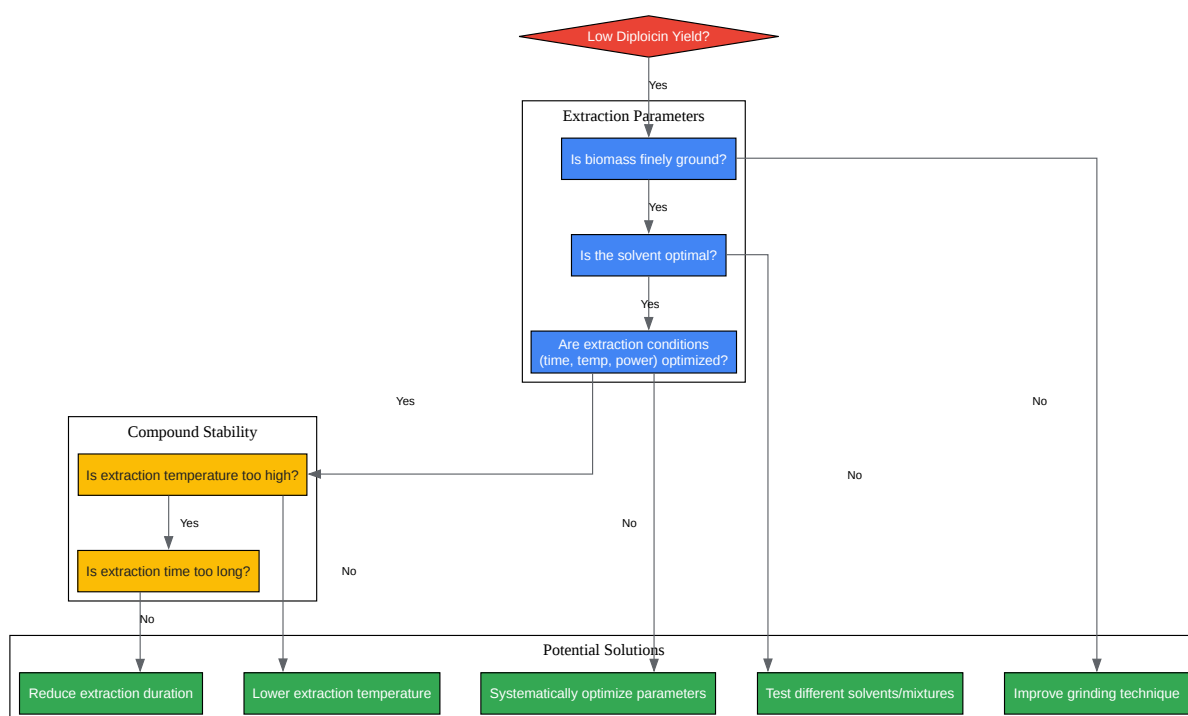 Low Diploicin Yield?
Yes
Extraction Parameters
Is biomass finely ground?
Yes
Is the solvent optimal?
Yes
Are extraction conditions
(time, temp, power) optimized?
Yes
No
Compound Stability
Is extraction temperature too high?
No
Yes
No
Is extraction time too long?
No
No
Potential Solutions
Reduce extraction duration
Lower extraction temperature
Systematically optimize parameters
Test different solvents/mixtures
Improve grinding technique